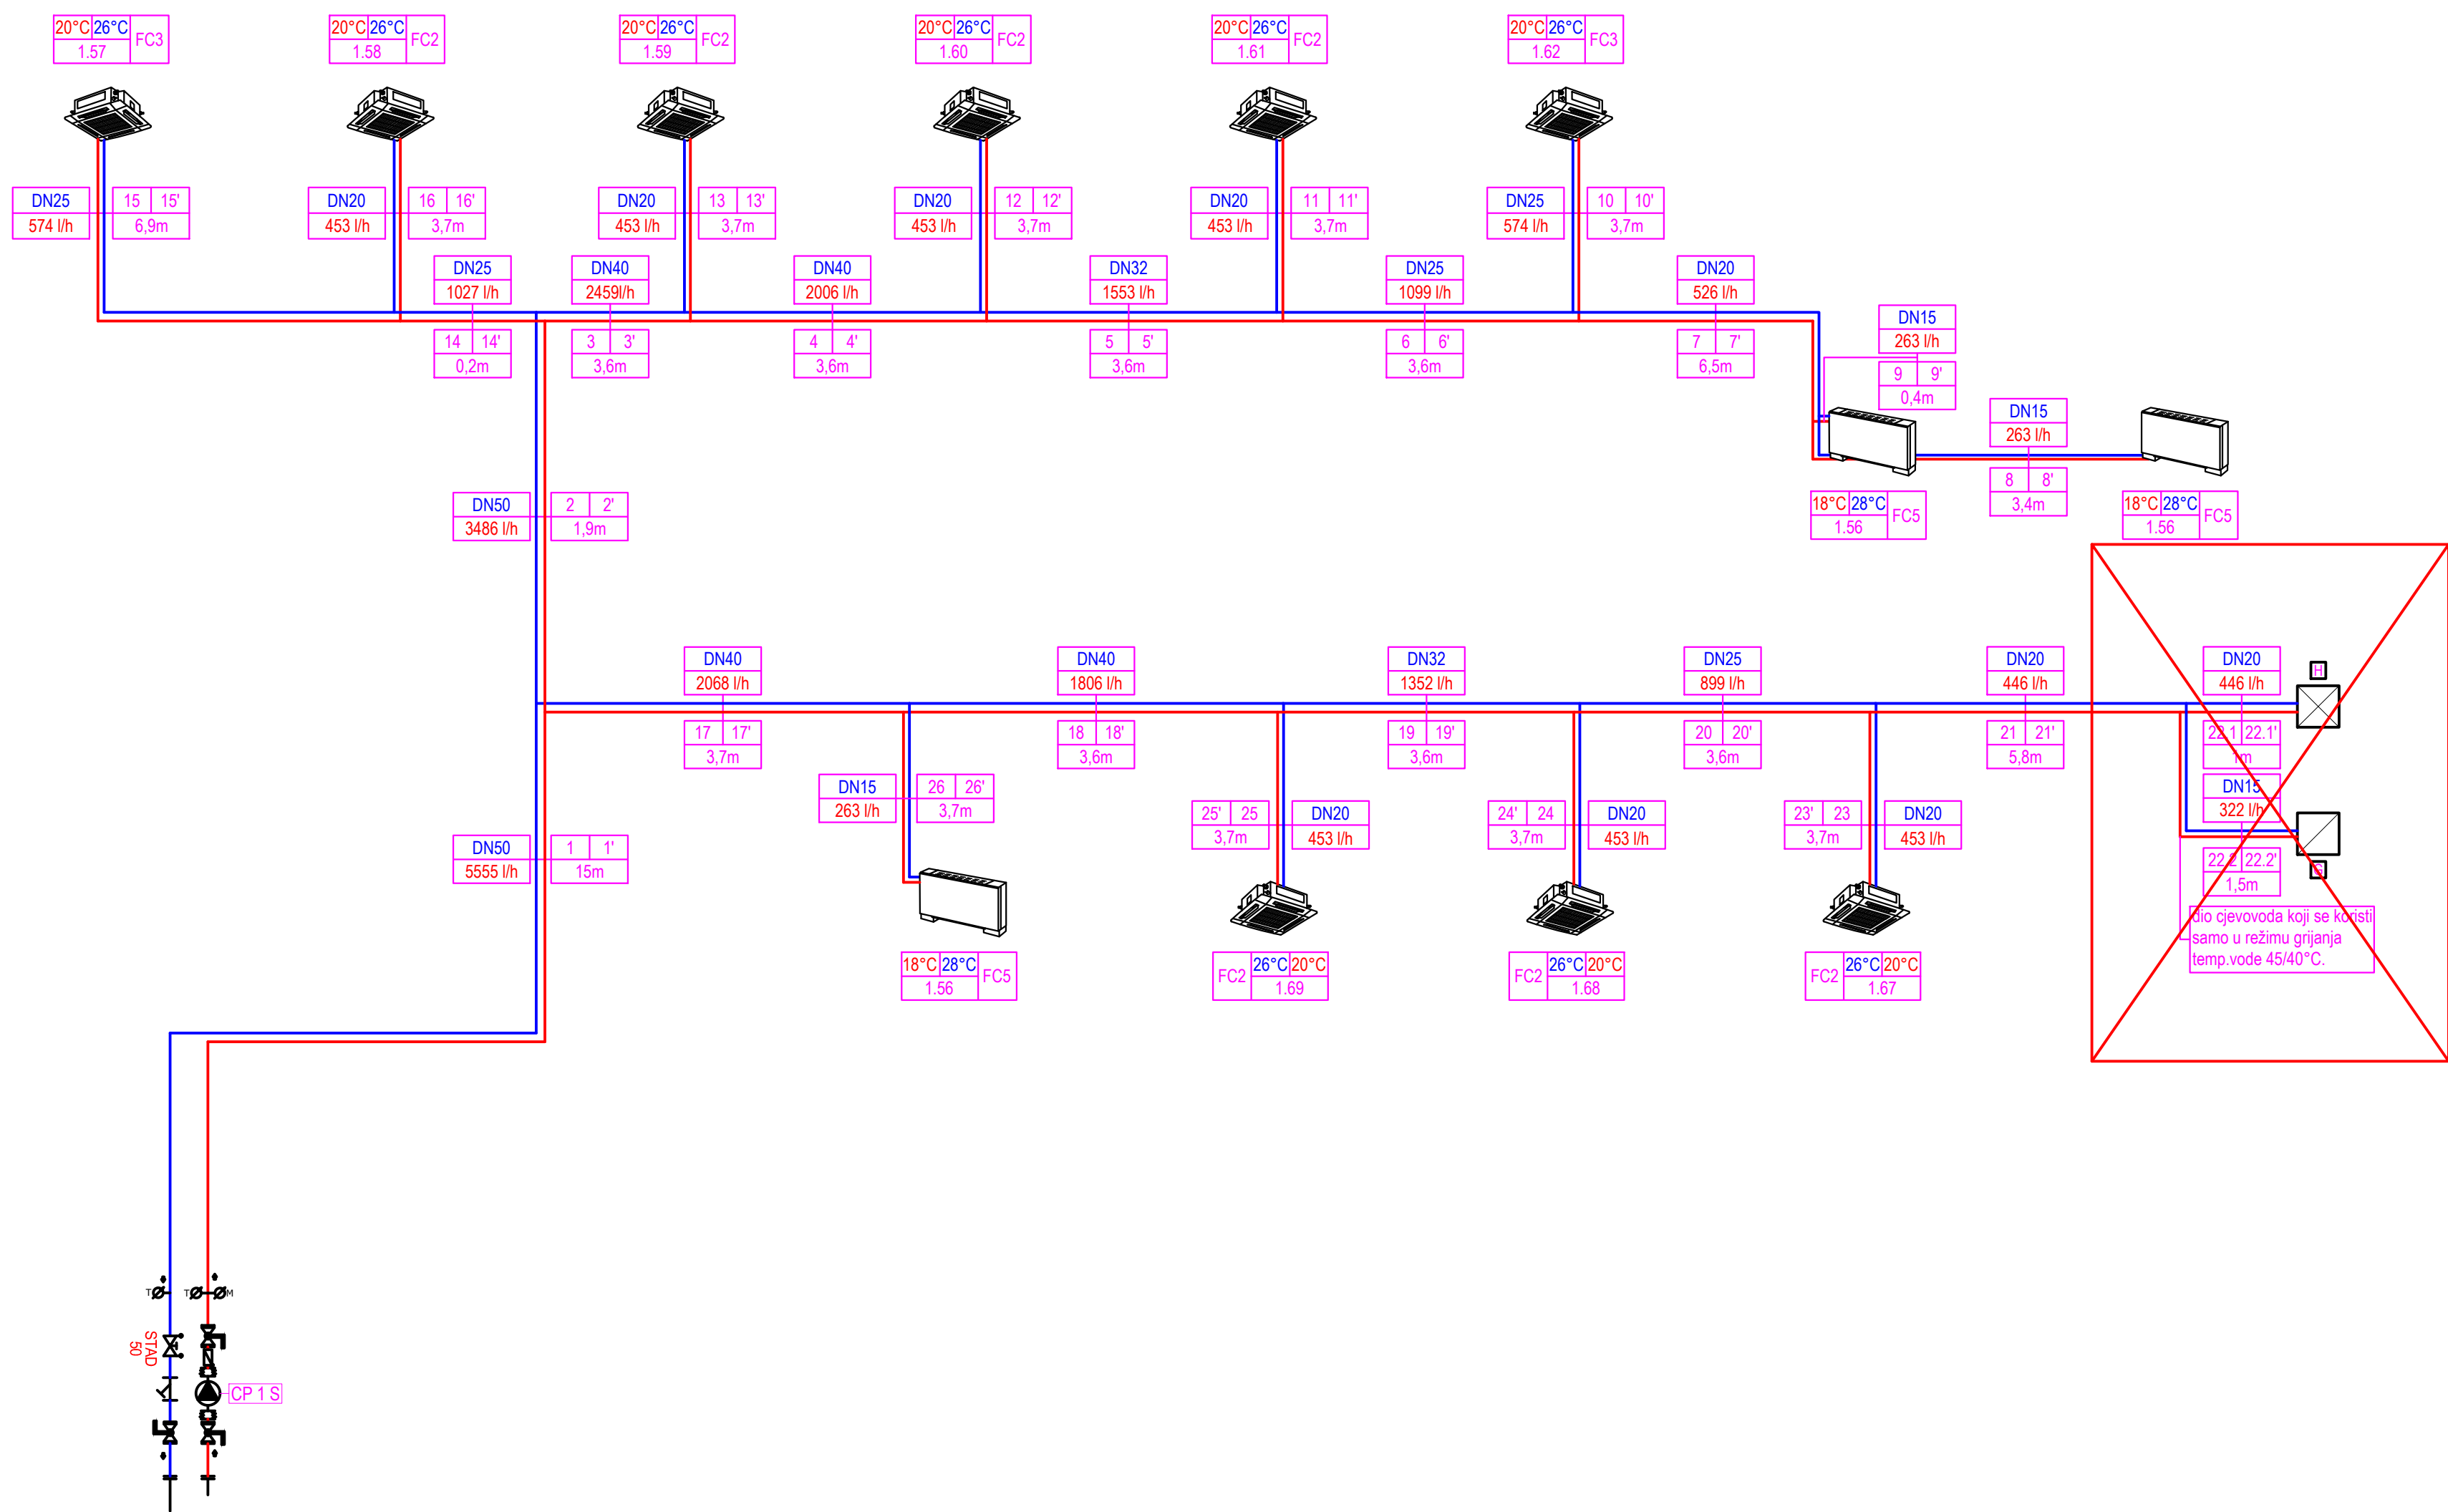 20°C 26°C FC3
1.57
20°C 26°C FC2
1.58
20°C 26°C FC2
1.59
20°C 26°C FC2
1.60
20°C 26°C FC2
1.61
20°C 26°C FC3
1.62
DN25 15 15'
574 l/h 6,9m
DN20 16 16'
453 l/h 3,7m
DN20 13 13'
453 l/h 3,7m
DN20 12 12'
453 l/h 3,7m
DN20 11 11'
453 l/h 3,7m
DN25 10 10'
574 l/h 3,7m
DN25
1027 l/h
14 14'
0,2m
DN40
2459l/h
3 3'
3,6m
DN40
2006 l/h
4 4'
3,6m
DN32
1553 l/h
5 5'
3,6m
DN25
1099 l/h
6 6'
3,6m
DN20
526 l/h
7 7'
6,5m
DN15
263 l/h
9 9'
0,4m
DN15
263 l/h
8 8'
3,4m
18°C 28°C FC5
1.56
18°C 28°C FC5
1.56
DN50 2 2'
3486 l/h 1,9m
DN40
2068 l/h
17 17'
3,7m
DN40
1806 l/h
18 18'
3,6m
DN32
1352 l/h
19 19'
3,6m
DN25
899 l/h
20 20'
3,6m
DN20
446 l/h
21 21'
5,8m
DN20
446 l/h
22.1 22.1'
1m
H
DN15
322 l/h
22.2 22.2'
1,5m
dio cjevovoda koji se koristi
samo u režimu grijanja
temp.vode 45/40°C.
DN15 26 26'
263 l/h 3,7m
25' 25 DN20
3,7m 453 l/h
24' 24 DN20
3,7m 453 l/h
23' 23 DN20
3,7m 453 l/h
DN50 1 1'
5555 l/h 15m
18°C 28°C FC5
1.56
FC2 26°C 20°C
1.69
FC2 26°C 20°C
1.68
FC2 26°C 20°C
1.67
T T M
STAD
50
CP 1 S